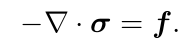 −∇ · σ = f.